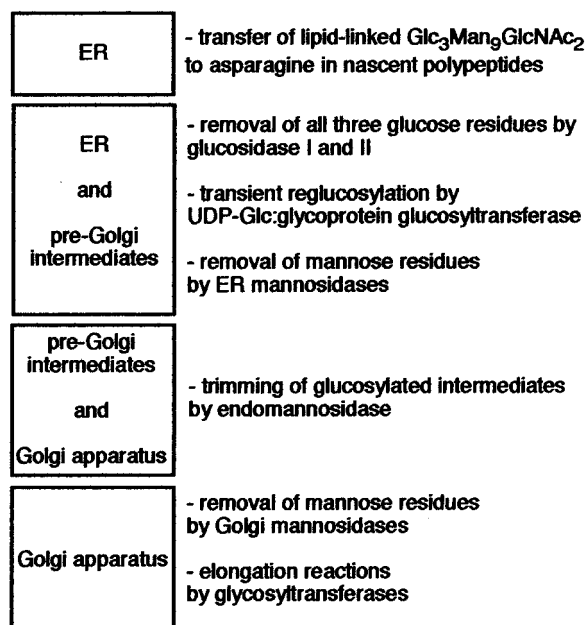 ER
- transfer of lipid-linked Glc₃Man₉GlcNAc₂
to asparagine in nascent polypeptides
ER
and
pre-Golgi
intermediates
- removal of all three glucose residues by
glucosidase I and II
- transient reglucosylation by
UDP-Glc:glycoprotein glucosyltransferase
- removal of mannose residues
by ER mannosidases
pre-Golgi
intermediates
and
Golgi apparatus
- trimming of glucosylated intermediates
by endomannosidase
Golgi apparatus
- removal of mannose residues
by Golgi mannosidases
- elongation reactions
by glycosyltransferases